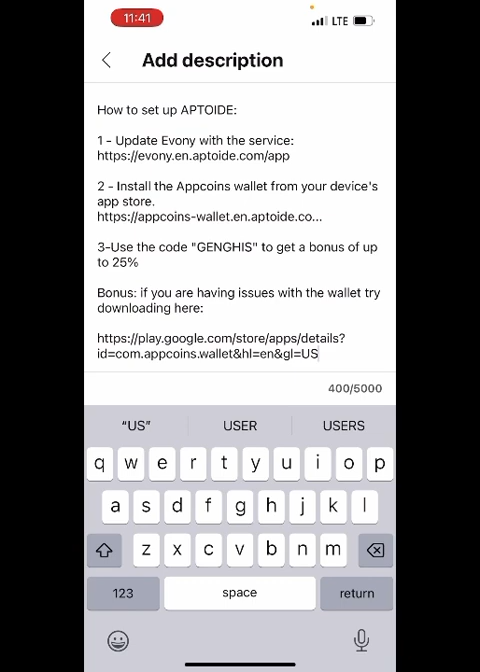 11:41
LTE
Add description
How to set up APTOIDE:
1 - Update Evony with the service:
https://evony.en.aptoide.com/app
2 - Install the Appcoins wallet from your device's
app store.
https://appcoins-wallet.en.aptoide.co...
3-Use the code "GENGHIS" to get a bonus of up
to 25%
Bonus: if you are having issues with the wallet try
downloading here:
https://play.google.com/store/apps/details?
id=com.appcoins.wallet&hl=en&gl=US
400/5000
"US" USER USERS
q w e r t y u i o p
a s d f g h j k l
z x c v b n m
123 space return